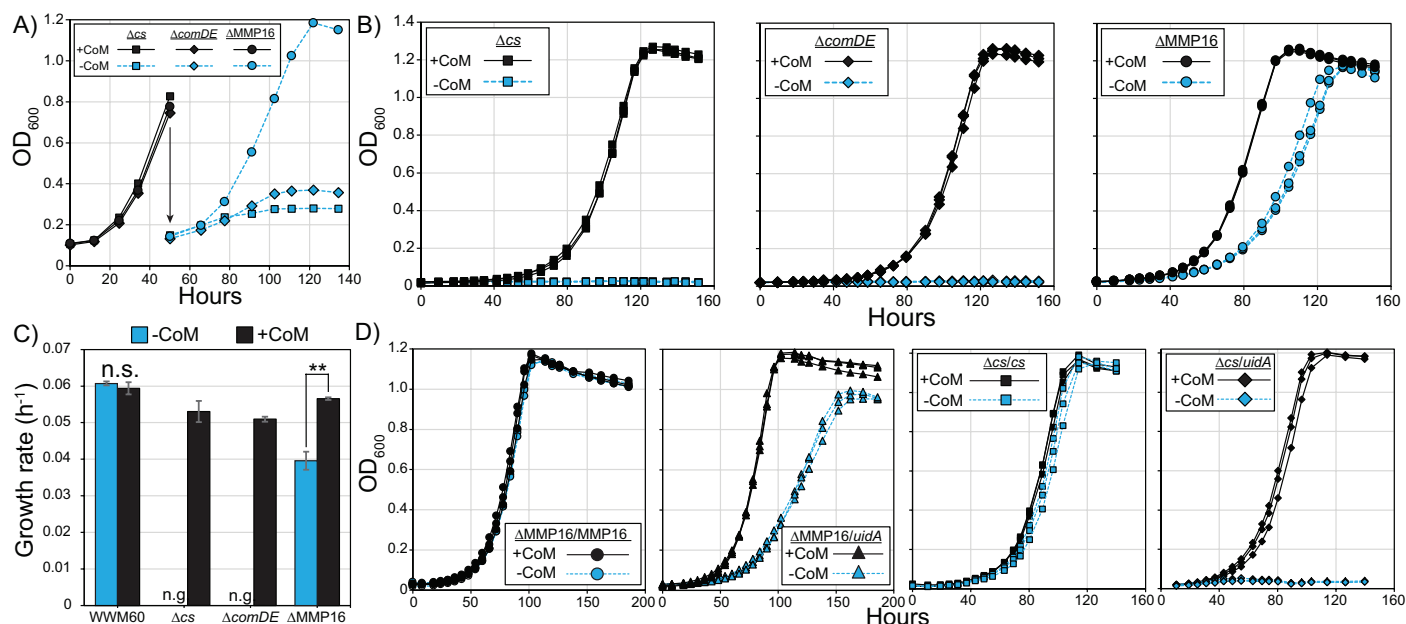 A)
Δcs ΔcomDE ΔMMP16
+CoM
-CoM
OD600
1.2
1.0
0.8
0.6
0.4
0.2
0
0 20 40 60 80 100 120 140
Hours
B)
Δcs
+CoM
-CoM
OD600
1.4
1.2
1.0
0.8
0.6
0.4
0.2
0
0 40 80 120 160
ΔcomDE
+CoM
-CoM
0 40 80 120 160
ΔMMP16
+CoM
-CoM
0 40 80 120 160
Hours
C)
-CoM +CoM
Growth rate (h-1)
0.07
0.06
0.05
0.04
0.03
0.02
0.01
0
n.s.
n.g
n.g
**
WWM60 Δcs ΔcomDE ΔMMP16
D)
OD600
1.2
1.0
0.8
0.6
0.4
0.2
0
ΔMMP16/MMP16
+CoM
-CoM
0 50 100 150 200
ΔMMP16/uidA
+CoM
-CoM
0 50 100 150 200
Δcs/cs
+CoM
-CoM
0 40 80 120 160
Δcs/uidA
+CoM
-CoM
0 40 80 120 160
Hours